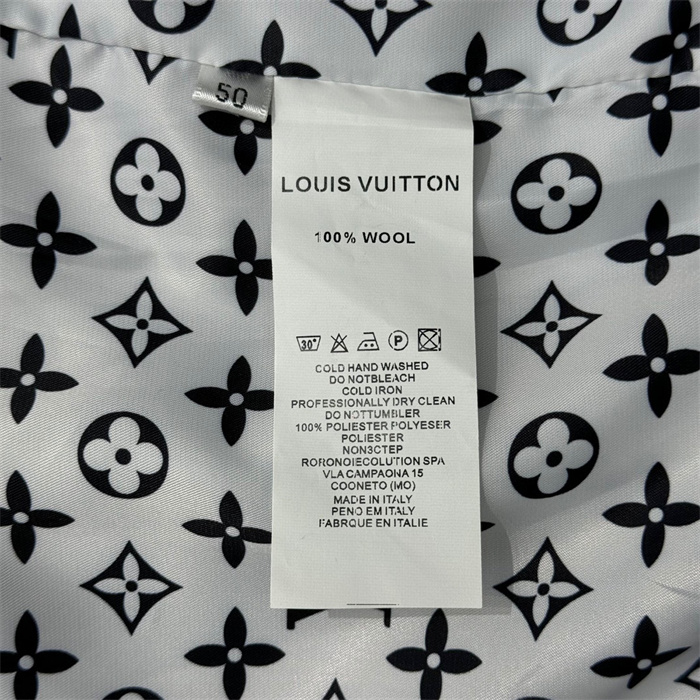 50
LOUIS VUITTON
100% WOOL
30°
P
COLD HAND WASHED
DO NOTBLEACH
COLD IRON
PROFESSIONALLY DRY CLEAN
DO NOTTUMBLER
100% POLIESTER POLYESER
POLIESTER
NON3CTEP
RORONOIECOLUTION SPA
VLA CAMPAONA 15
COONETO (MO)
MADE IN ITALY
PENO EM ITALY
FABRIQUE EN ITALIE